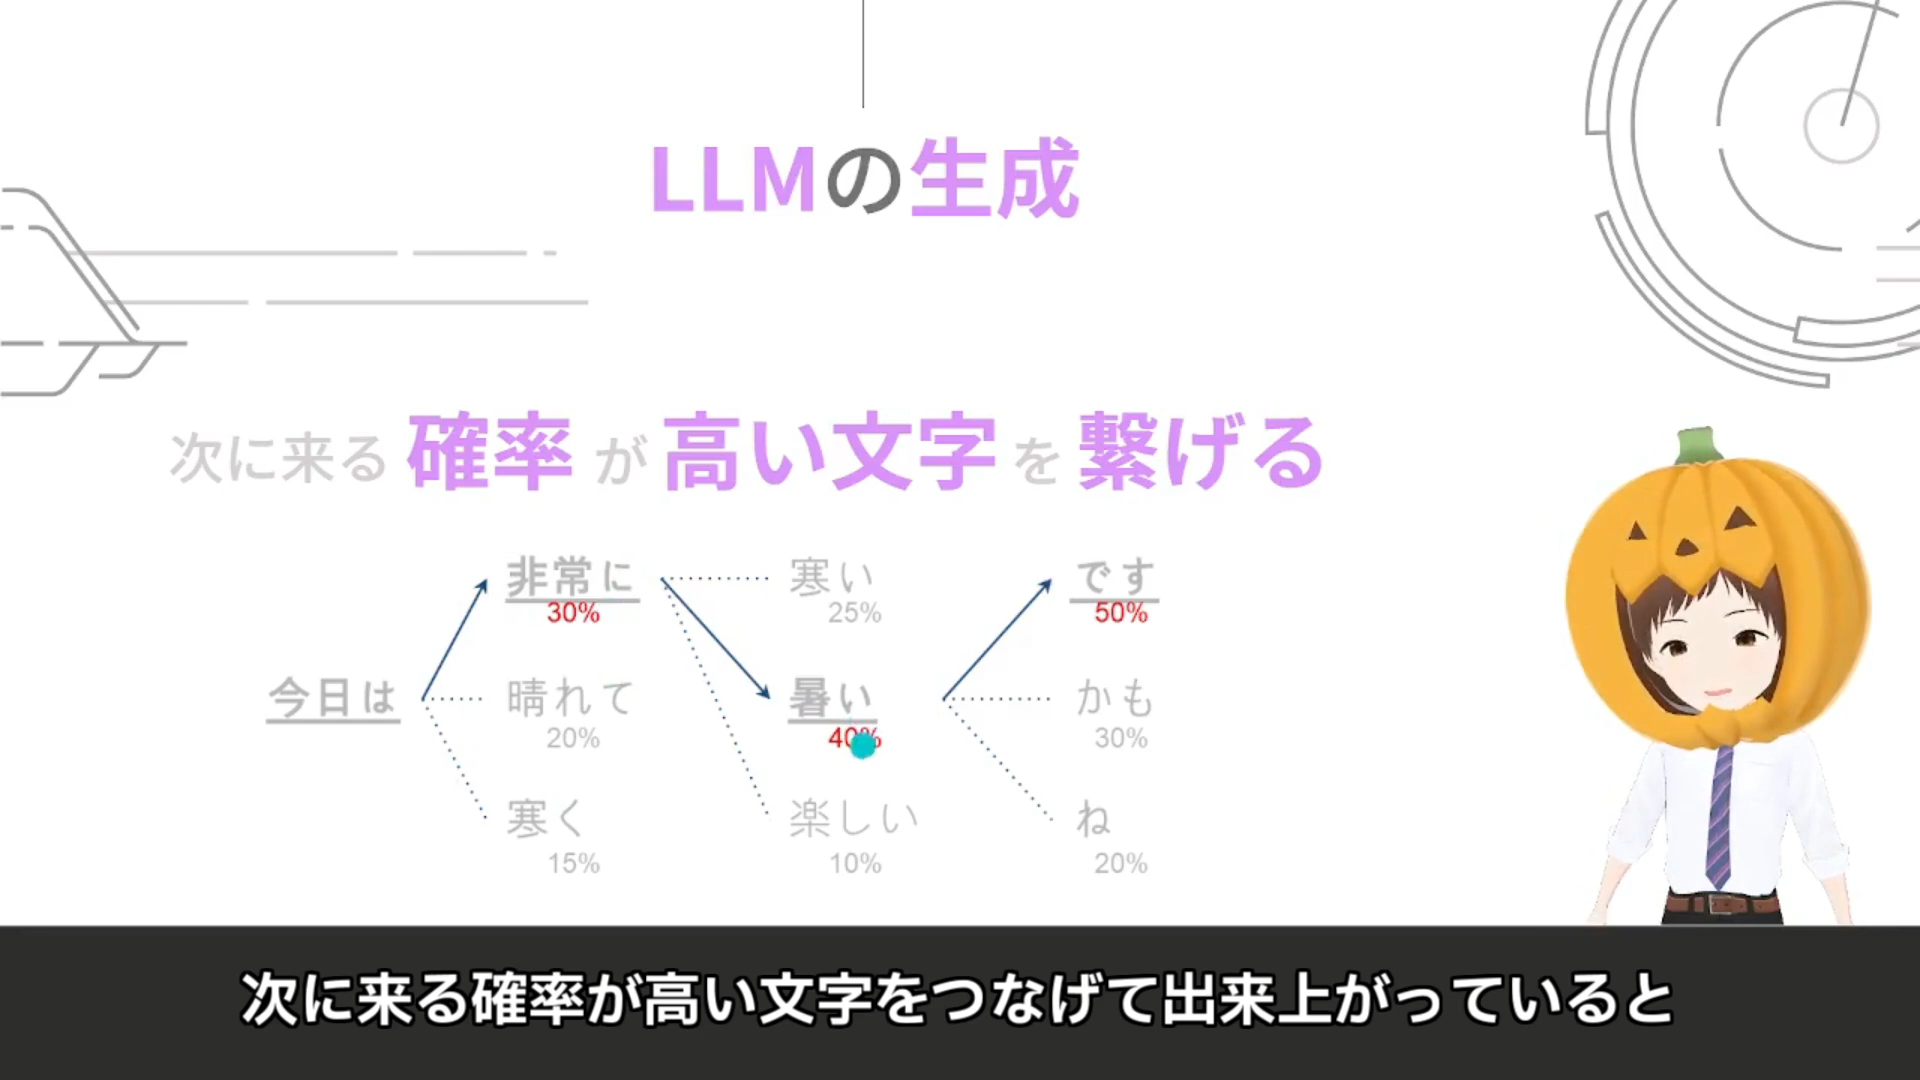 LLMの生成
次に来る 確率 が 高い文字 を 繋げる
非常に 寒い です
30% 25% 50%
今日は 晴れて 暑い かも
20% 40% 30%
寒く 楽しい ね
15% 10% 20%
次に来る確率が高い文字をつなげて出来上がっていると